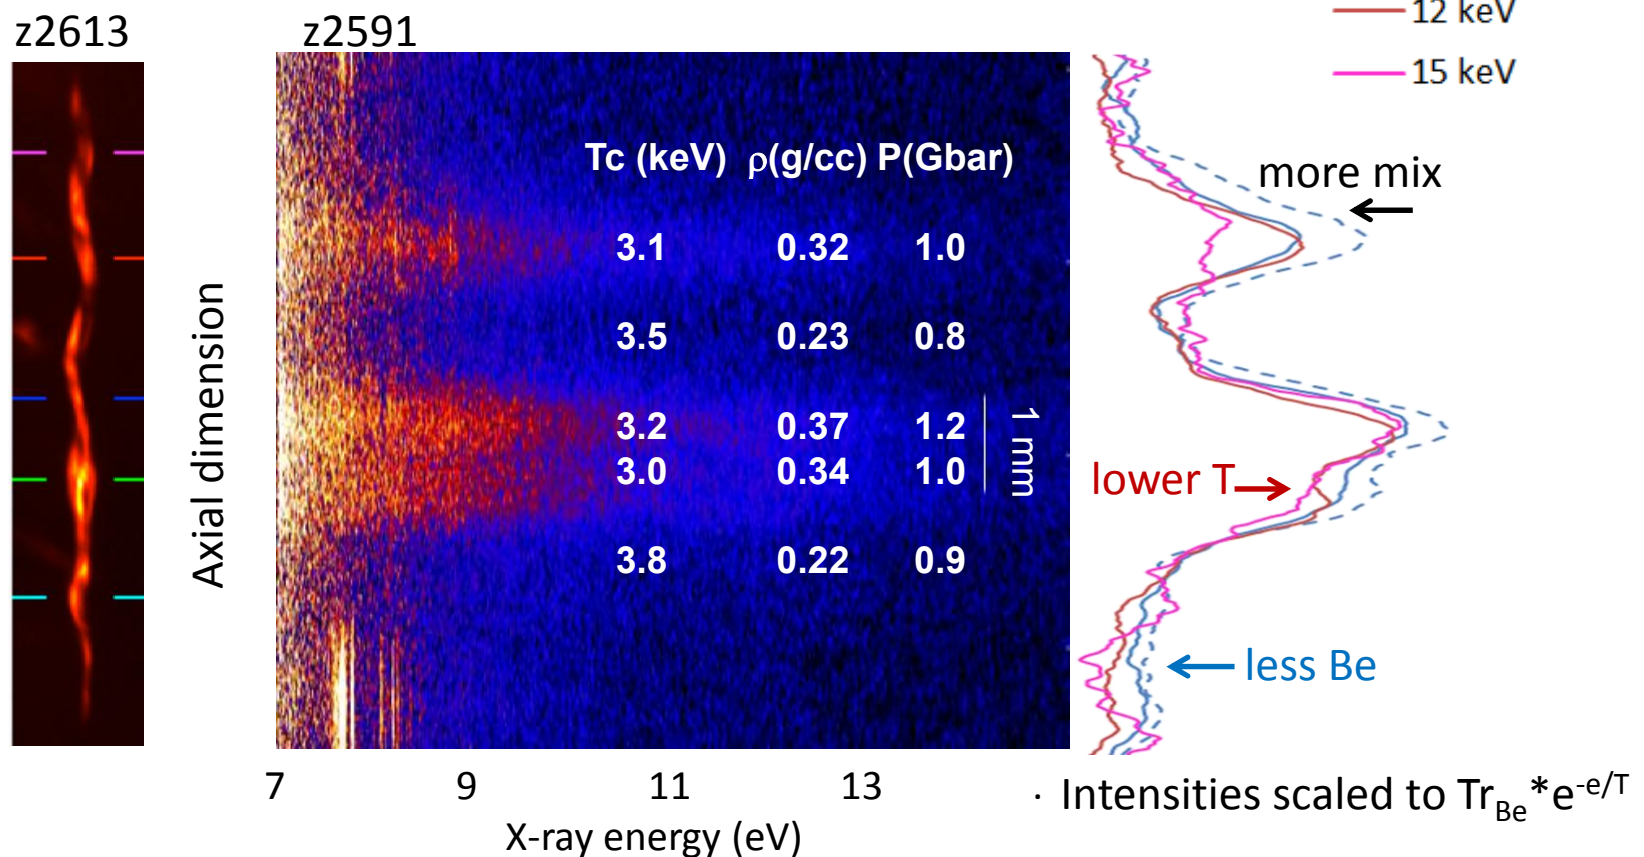 z2613
z2591
12 keV
15 keV
Tc (keV) ρ(g/cc) P(Gbar)
3.1 0.32 1.0
3.5 0.23 0.8
3.2 0.37 1.2
3.0 0.34 1.0
3.8 0.22 0.9
1 mm
Axial dimension
more mix
lower T
less Be
7 9 11 13
X-ray energy (eV)
· Intensities scaled to TrBe*e-e/T